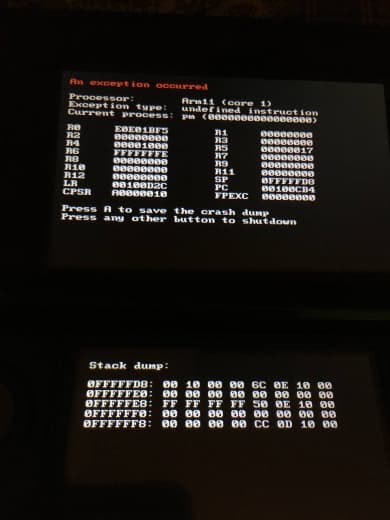 An exception occurred
Processor: Arm11 (core 1)
Exception type: undefined instruction
Current process: pm (0000000000000000)
R0 E0E01BF5 R1 00000000
R2 00000000 R3 00000000
R4 00001000 R5 00000017
R6 FFFFFFFE R7 00000000
R8 00000000 R9 00000000
R10 00000000 R11 00000000
R12 00000000 SP 0FFFFFD8
LR 00100D2C PC 00100CB4
CPSR A0000010 FPEXC 00000000
Press A to save the crash dump
Press any other button to shutdown
Stack dump:
0FFFFFD8: 00 10 00 00 6C 0E 10 00
0FFFFFE0: 00 00 00 00 00 00 00 00
0FFFFFE8: FF FF FF FF 50 0E 10 00
0FFFFFF0: 00 00 00 00 00 00 00 00
0FFFFFF8: 00 00 00 00 CC 0D 10 00